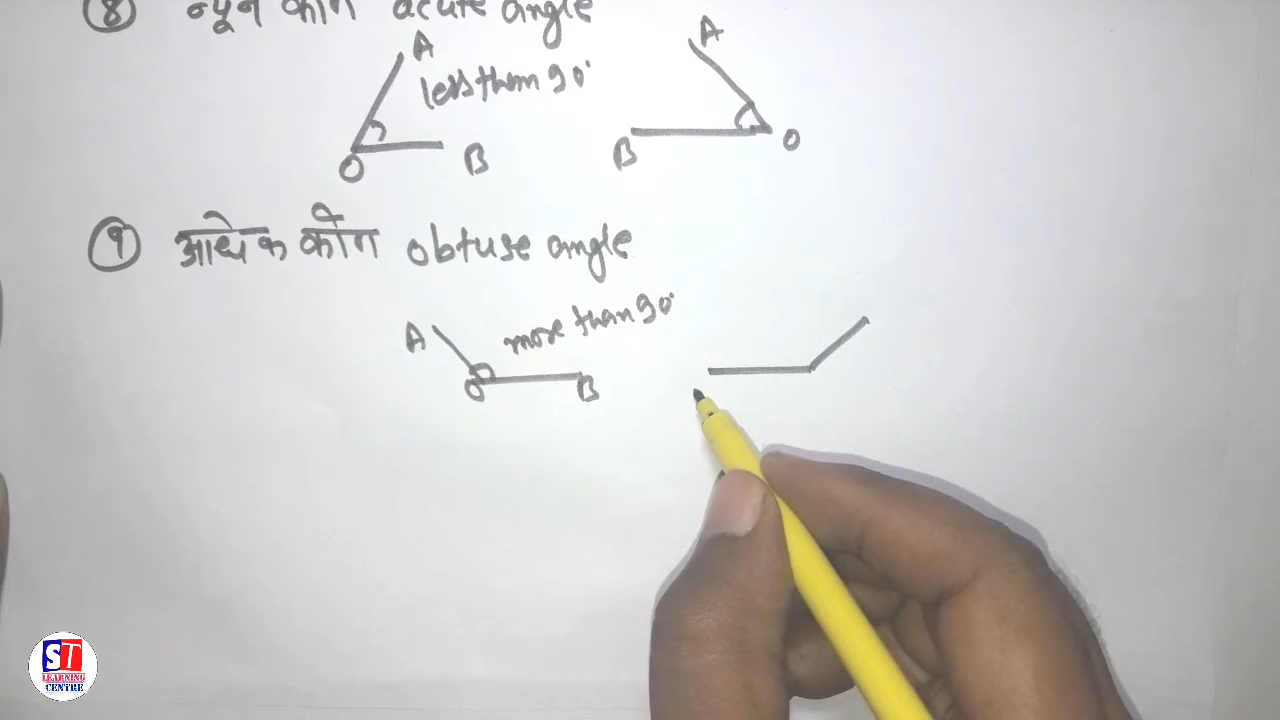 ⑧ न्यून कोण acute angle
A
less than 90°
O
B
A
B
O
⑨ अधिक कोण obtuse angle
A
more than 90°
O
B
ST
LEARNING
CENTRE